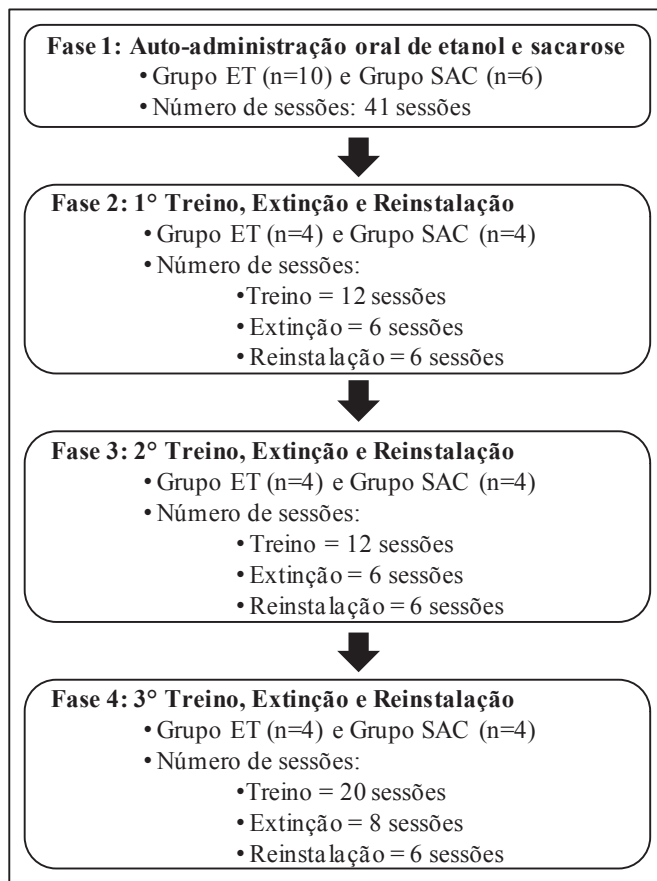 Fase 1: Auto-administração oral de etanol e sacarose
• Grupo ET (n=10) e Grupo SAC (n=6)
• Número de sessões: 41 sessões
Fase 2: 1° Treino, Extinção e Reinstalação
• Grupo ET (n=4) e Grupo SAC (n=4)
• Número de sessões:
•Treino = 12 sessões
• Extinção = 6 sessões
• Reinstalação = 6 sessões
Fase 3: 2° Treino, Extinção e Reinstalação
• Grupo ET (n=4) e Grupo SAC (n=4)
• Número de sessões:
• Treino = 12 sessões
• Extinção = 6 sessões
• Reinstalação = 6 sessões
Fase 4: 3° Treino, Extinção e Reinstalação
• Grupo ET (n=4) e Grupo SAC (n=4)
• Número de sessões:
•Treino = 20 sessões
• Extinção = 8 sessões
• Reinstalação = 6 sessões